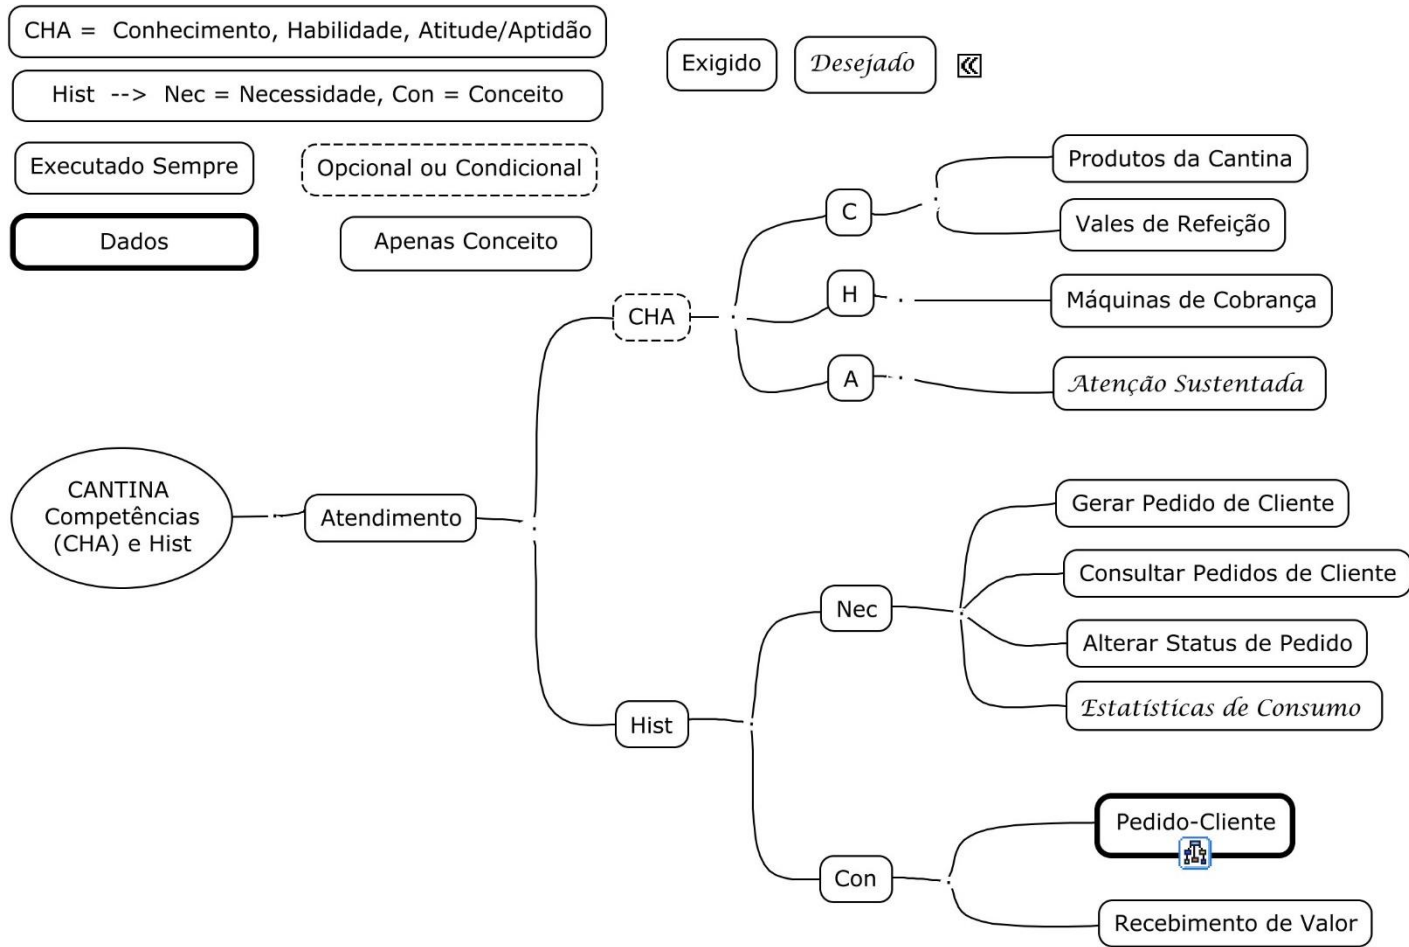 CHA = Conhecimento, Habilidade, Atitude/Aptidão
Hist --> Nec = Necessidade, Con = Conceito
Exigido
Desejado
Executado Sempre
Opcional ou Condicional
Dados
Apenas Conceito
CANTINA
Competências
(CHA) e Hist
Atendimento
CHA
C
Produtos da Cantina
Vales de Refeição
H
Máquinas de Cobrança
A
Atenção Sustentada
Hist
Nec
Gerar Pedido de Cliente
Consultar Pedidos de Cliente
Alterar Status de Pedido
Estatísticas de Consumo
Con
Pedido-Cliente
Recebimento de Valor